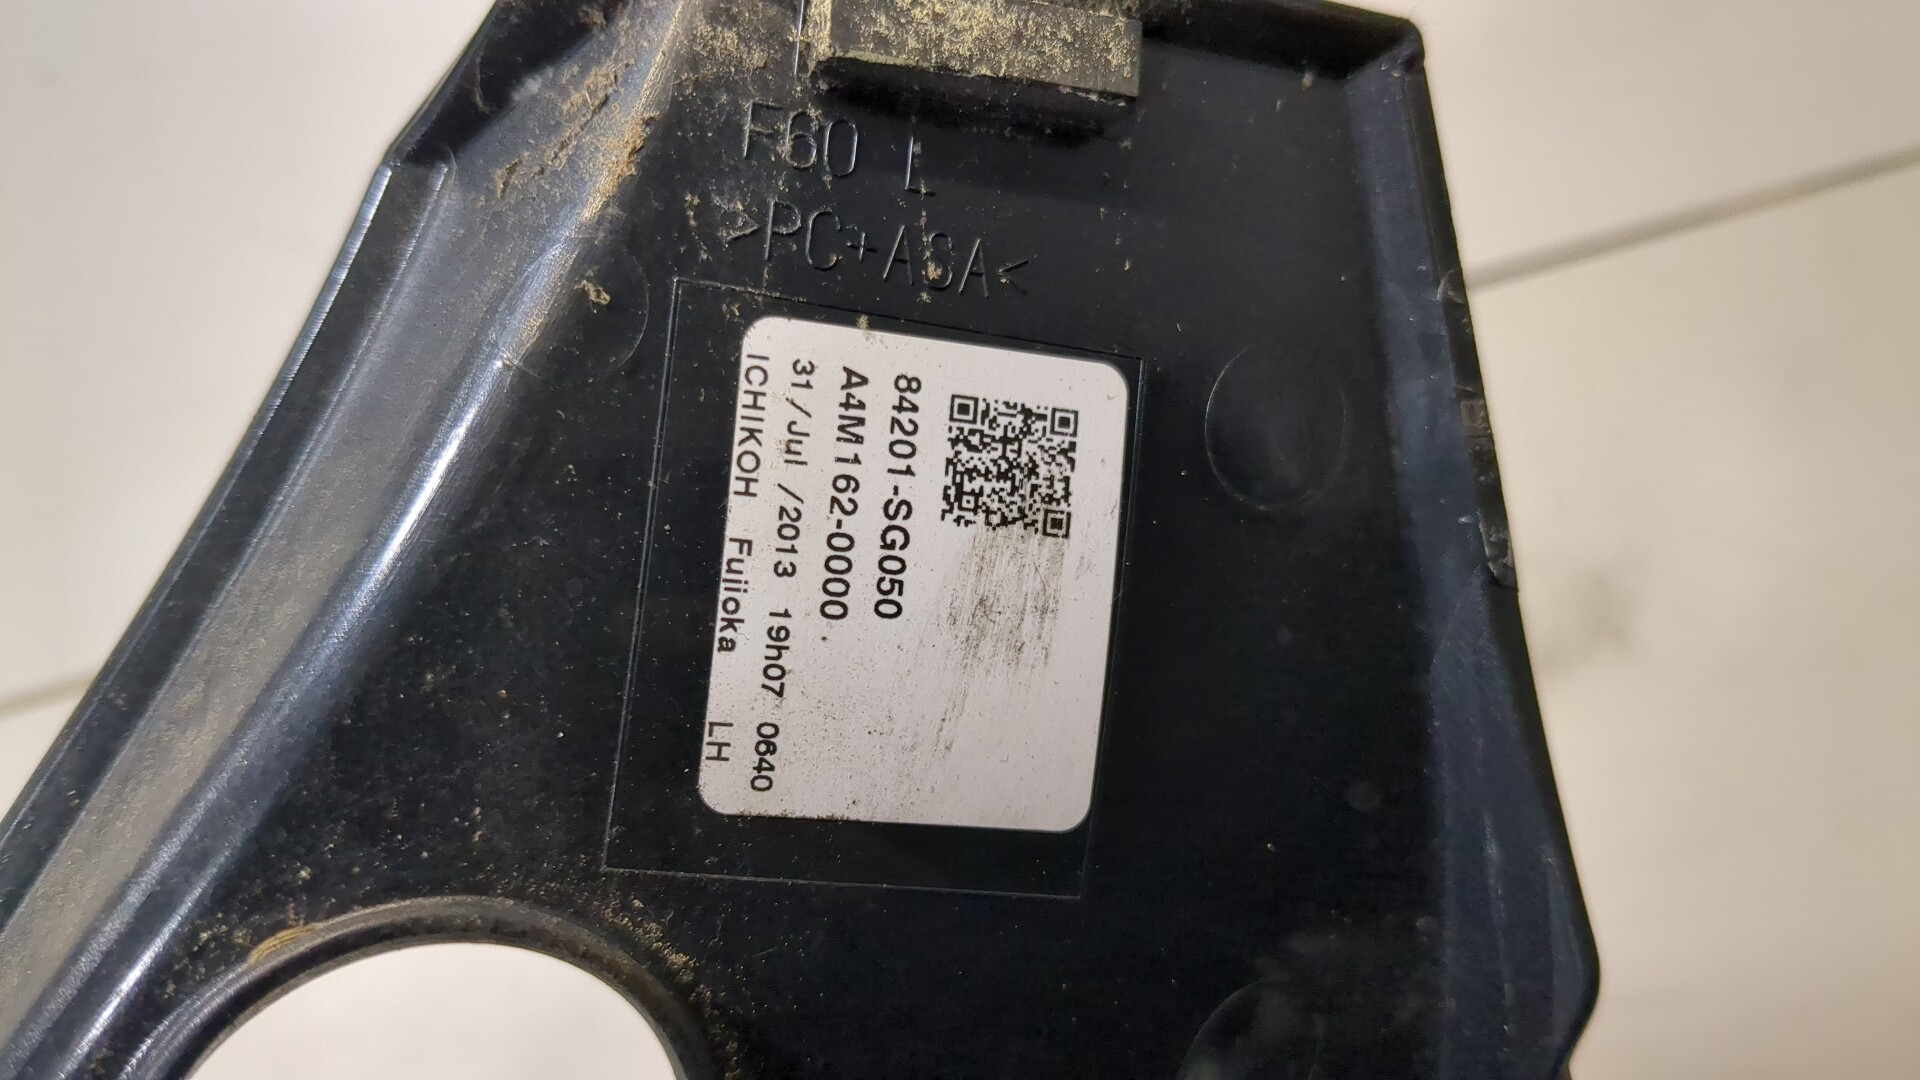 F60 L
>PC+ASA<
84201-SG050
A4M162-0000
31/Jul /2013 19h07 0640
ICHIKOH Fujioka LH